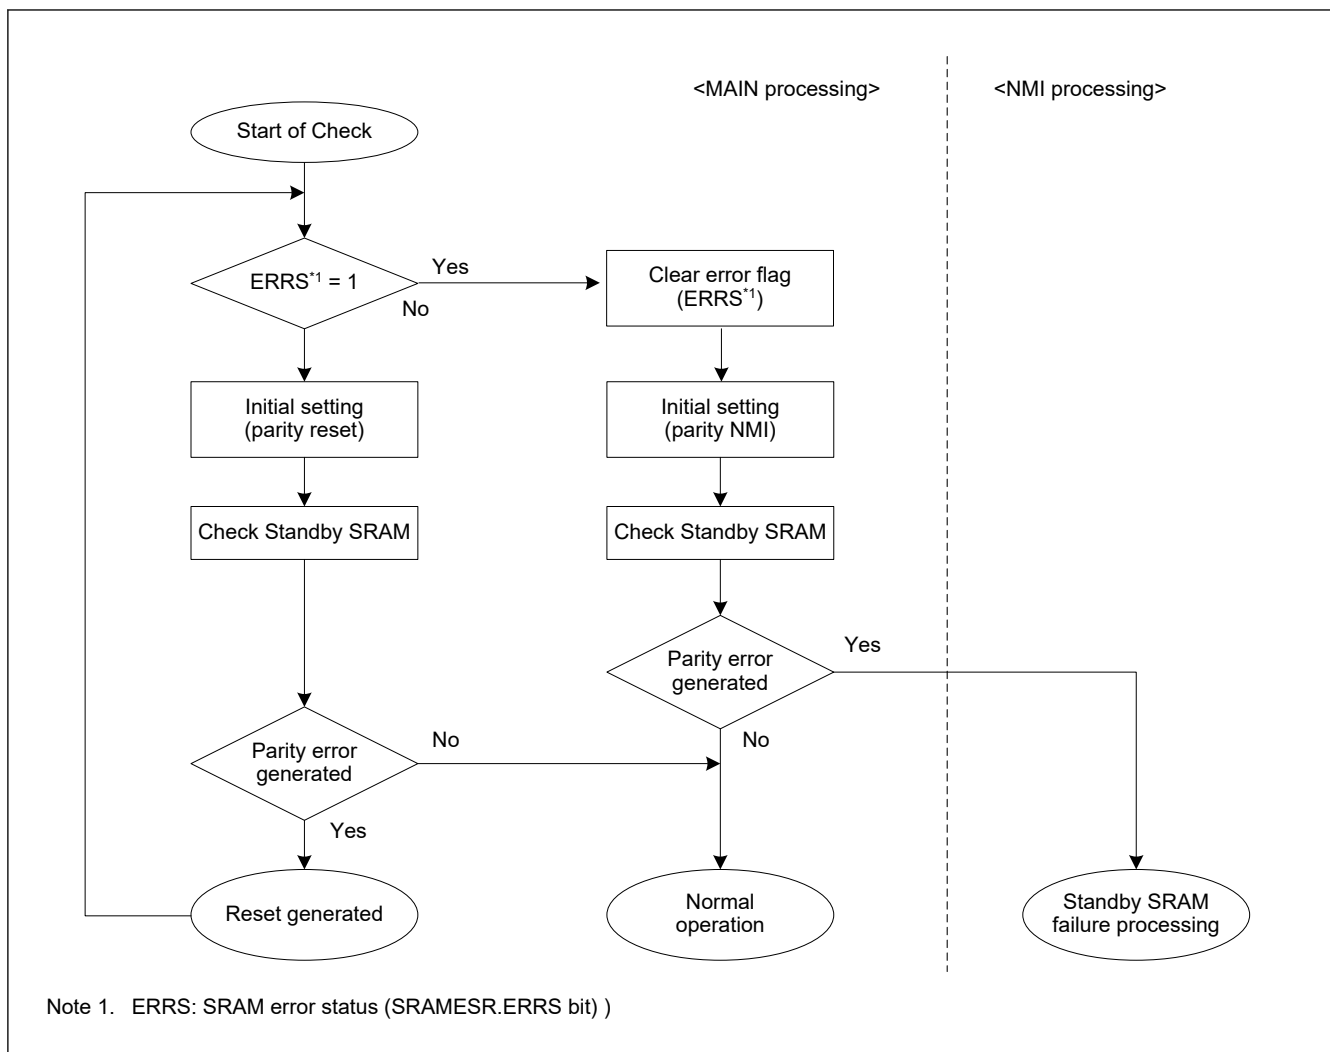 <MAIN processing>
<NMI processing>
Start of Check
ERRS*1 = 1
Yes
No
Clear error flag
(ERRS*1)
Initial setting
(parity reset)
Initial setting
(parity NMI)
Check Standby SRAM
Check Standby SRAM
Parity error
generated
Yes
No
Parity error
generated
No
Yes
Reset generated
Normal
operation
Standby SRAM
failure processing
Note 1. ERRS: SRAM error status (SRAMESR.ERRS bit) )